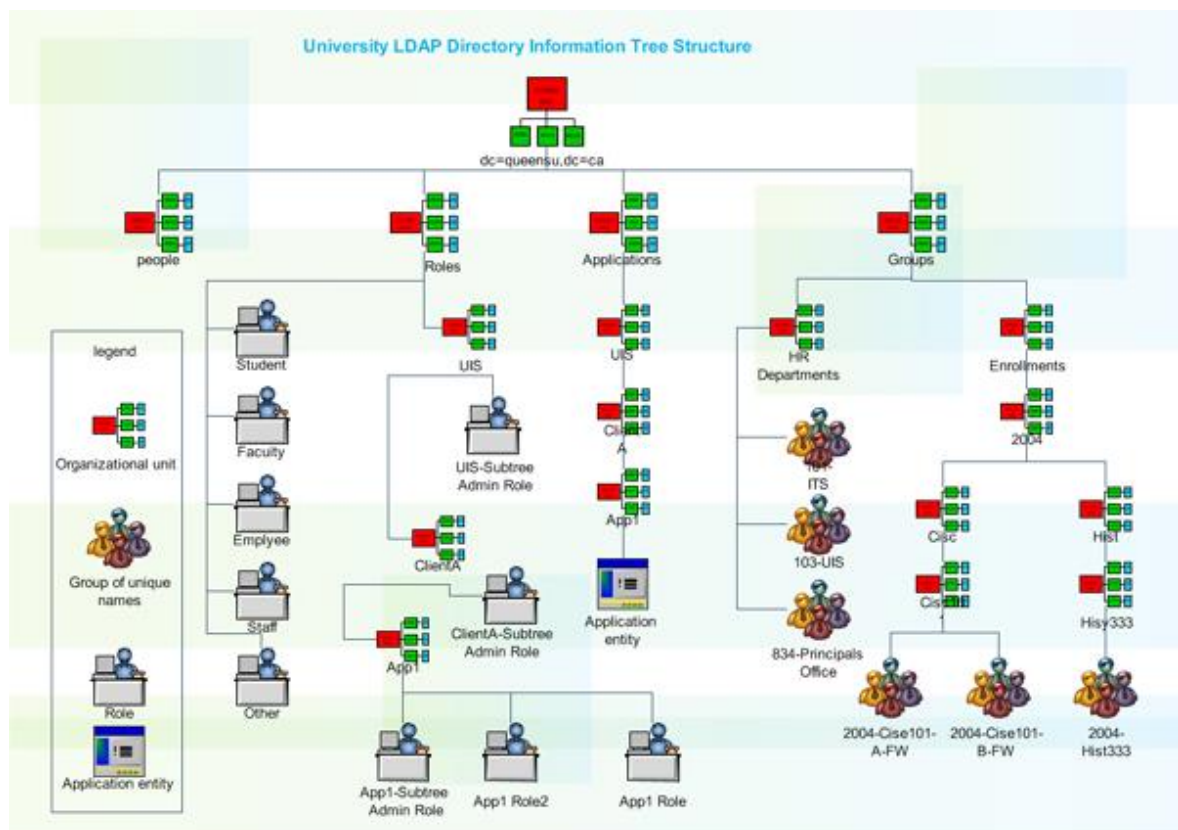 University LDAP Directory Information Tree Structure
dc=queensu,dc=ca
people
Roles
Applications
Groups
legend
Organizational unit
Group of unique
names
Role
Application entity
Student
Faculty
Emplyee
Staff
Other
UIS
UIS-Subtree
Admin Role
ClientA
ClientA-Subtree
Admin Role
App1
App1-Subtree
Admin Role
App1 Role2
App1 Role
UIS
Client
A
App1
Application
entity
HR
Departments
ITS
103-UIS
834-Principals
Office
Enrollments
2004
Cisc
Hist
Hisy333
2004-Cise101-
A-FW
2004-Cise101-
B-FW
2004-
Hist333